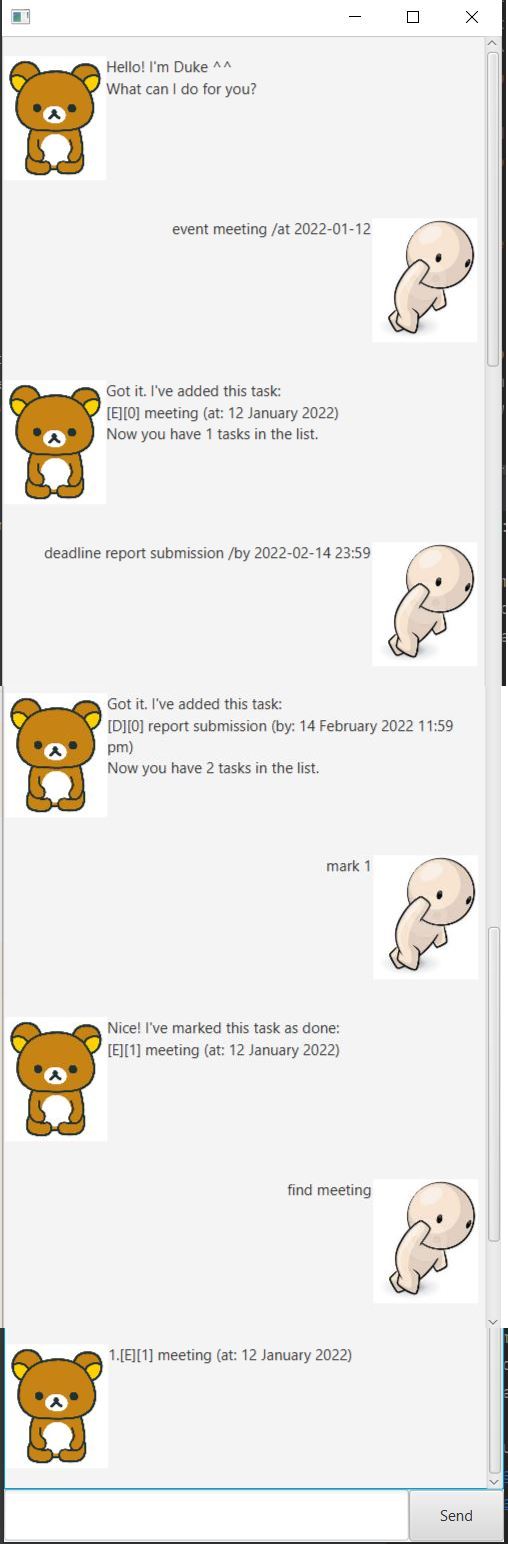 Hello! I'm Duke ^^
What can I do for you?
event meeting /at 2022-01-12
Got it. I've added this task:
[E][0] meeting (at: 12 January 2022)
Now you have 1 tasks in the list.
deadline report submission /by 2022-02-14 23:59
Got it. I've added this task:
[D][0] report submission (by: 14 February 2022 11:59
pm)
Now you have 2 tasks in the list.
mark 1
Nice! I've marked this task as done:
[E][1] meeting (at: 12 January 2022)
find meeting
1.[E][1] meeting (at: 12 January 2022)
Send